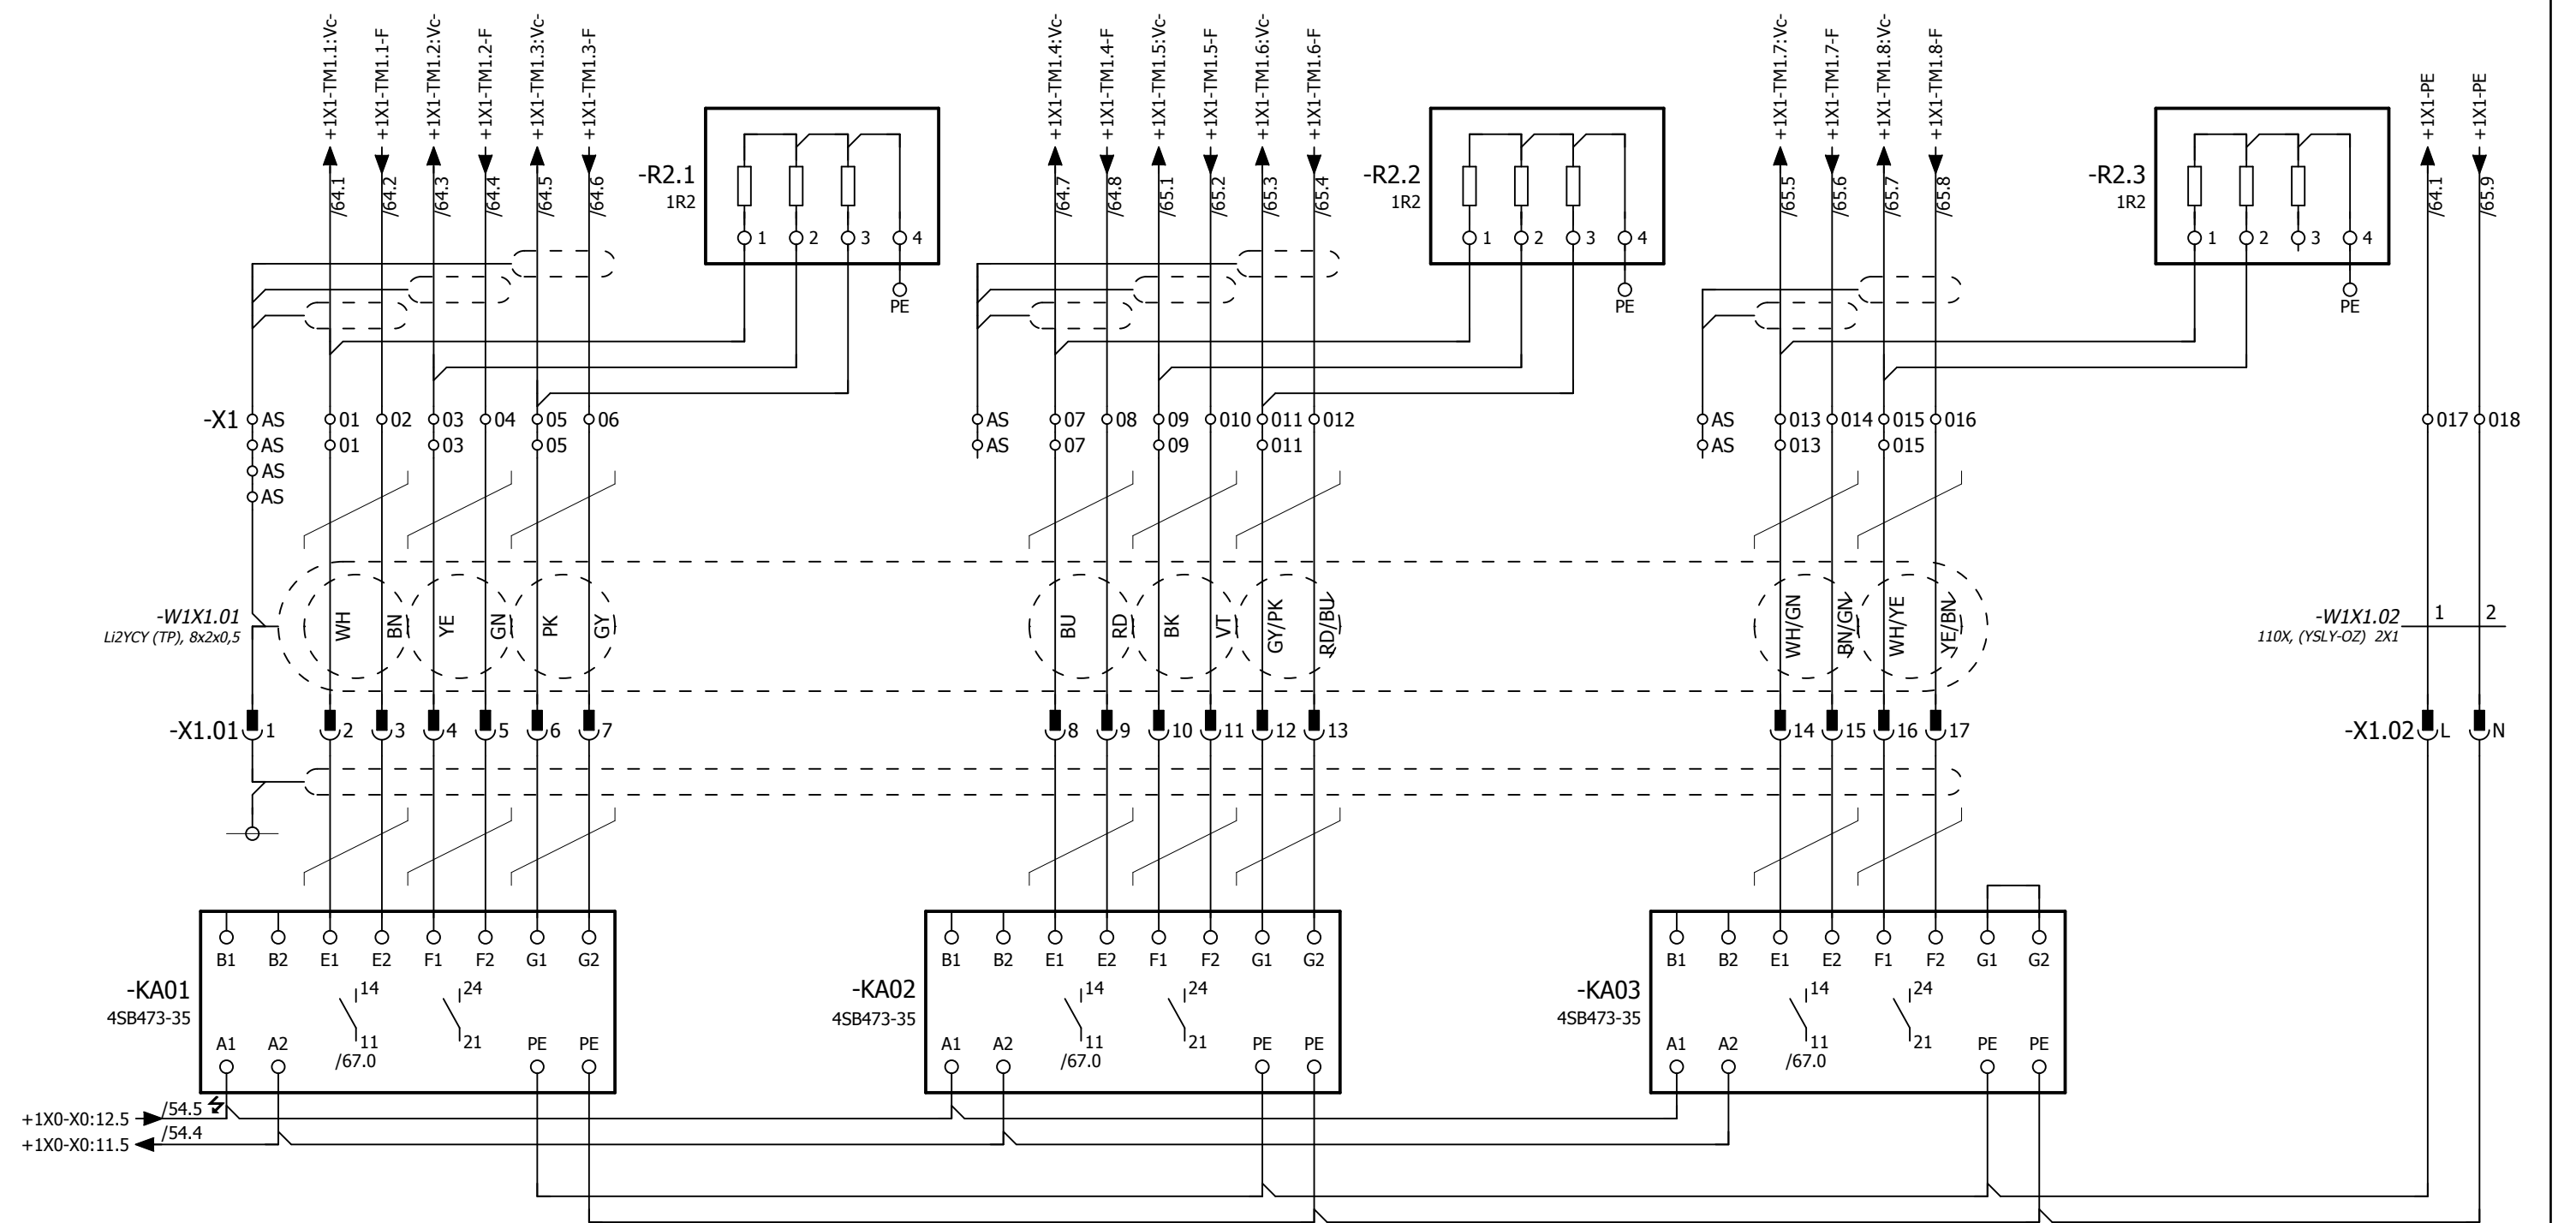 +1X1-TM1.1:Vc-
+1X1-TM1.1-F
+1X1-TM1.2:Vc-
+1X1-TM1.2-F
+1X1-TM1.3:Vc-
+1X1-TM1.3-F
+1X1-TM1.4:Vc-
+1X1-TM1.4-F
+1X1-TM1.5:Vc-
+1X1-TM1.5-F
+1X1-TM1.6:Vc-
+1X1-TM1.6-F
+1X1-TM1.7:Vc-
+1X1-TM1.7-F
+1X1-TM1.8:Vc-
+1X1-TM1.8-F
+1X1-PE
+1X1-PE
/64.1 /64.2 /64.3 /64.4 /64.5 /64.6 /64.7 /64.8 /65.1 /65.2 /65.3 /65.4 /65.5 /65.6 /65.7 /65.8 /64.1 /65.9
-R2.1 -R2.2 -R2.3
1R2 1R2 1R2
1 2 3 4 1 2 3 4 1 2 3 4
PE PE PE
-X1 AS 01 02 03 04 05 06 AS 07 08 09 010 011 012 AS 013 014 015 016 017 018
AS 01 03 05 AS 07 09 011 AS 013 015
AS
AS
-W1X1.01
Li2YCY (TP), 8x2x0,5
WH BN YE GN PK GY BU RD BK VT GY/PK RD/BU WH/GN BN/GN WH/YE YE/BN
-W1X1.02 1 2
110X, (YSLY-OZ) 2X1
-X1.01 1 2 3 4 5 6 7 8 9 10 11 12 13 14 15 16 17 -X1.02 L N
B1 B2 E1 E2 F1 F2 G1 G2 B1 B2 E1 E2 F1 F2 G1 G2 B1 B2 E1 E2 F1 F2 G1 G2
-KA01 14 24 -KA02 14 24 -KA03 14 24
4SB473-35 4SB473-35 4SB473-35
A1 A2 11 21 PE PE A1 A2 11 21 PE PE A1 A2 11 21 PE PE
/67.0 /67.0 /67.0
+1X0-X0:12.5 /54.5
+1X0-X0:11.5 /54.4